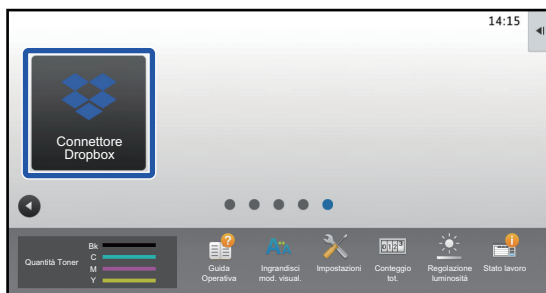 14:15
Connettore
Dropbox
Quantità Toner
Bk
C
M
Y
Guida
Operativa
Ingrandisci
mod. visual.
Impostazioni
Conteggio
tot.
Regolazione
luminosità
Stato lavoro